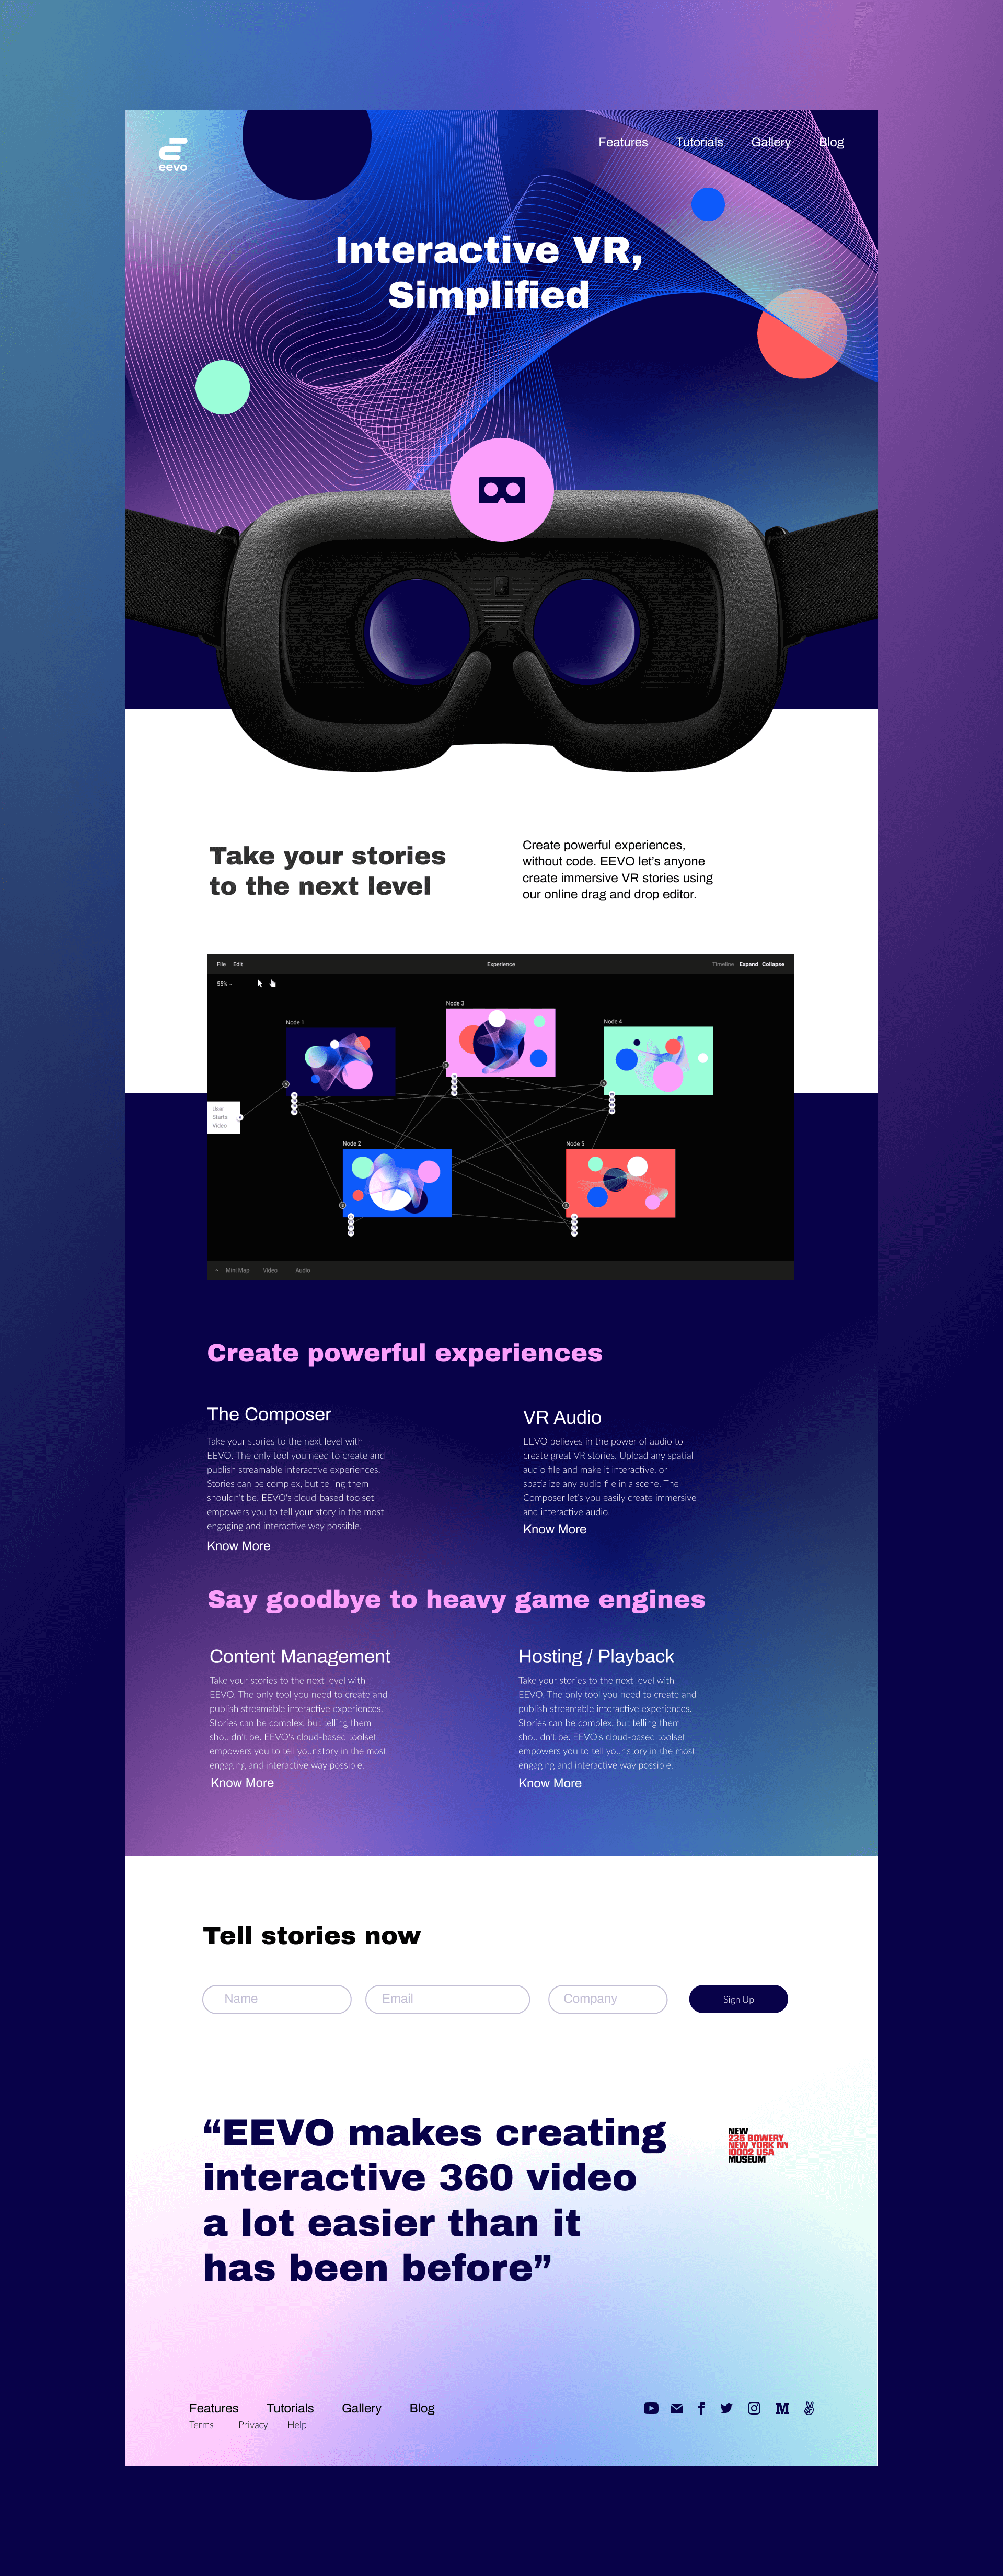 eevo
Features Tutorials Gallery Blog
Interactive VR,
Simplified
Take your stories
to the next level
Create powerful experiences,
without code. EEVO let's anyone
create immersive VR stories using
our online drag and drop editor.
File Edit Experience Timeline Expand Collapse
55% - + −
Node 1
Node 3
Node 4
User
Starts
Video
Node 2
Node 5
Mini Map Video Audio
Create powerful experiences
The Composer
Take your stories to the next level with
EEVO. The only tool you need to create and
publish streamable interactive experiences.
Stories can be complex, but telling them
shouldn't be. EEVO's cloud-based toolset
empowers you to tell your story in the most
engaging and interactive way possible.
Know More
VR Audio
EEVO believes in the power of audio to
create great VR stories. Upload any spatial
audio file and make it interactive, or
spatialize any audio file in a scene. The
Composer let's you easily create immersive
and interactive audio.
Know More
Say goodbye to heavy game engines
Content Management
Take your stories to the next level with
EEVO. The only tool you need to create and
publish streamable interactive experiences.
Stories can be complex, but telling them
shouldn't be. EEVO's cloud-based toolset
empowers you to tell your story in the most
engaging and interactive way possible.
Know More
Hosting / Playback
Take your stories to the next level with
EEVO. The only tool you need to create and
publish streamable interactive experiences.
Stories can be complex, but telling them
shouldn't be. EEVO's cloud-based toolset
empowers you to tell your story in the most
engaging and interactive way possible.
Know More
Tell stories now
Name Email Company Sign Up
“EEVO makes creating
interactive 360 video
a lot easier than it
has been before”
NEW
235 BOWERY
NEW YORK NY
10002 USA
MUSEUM
Features Tutorials Gallery Blog
Terms Privacy Help